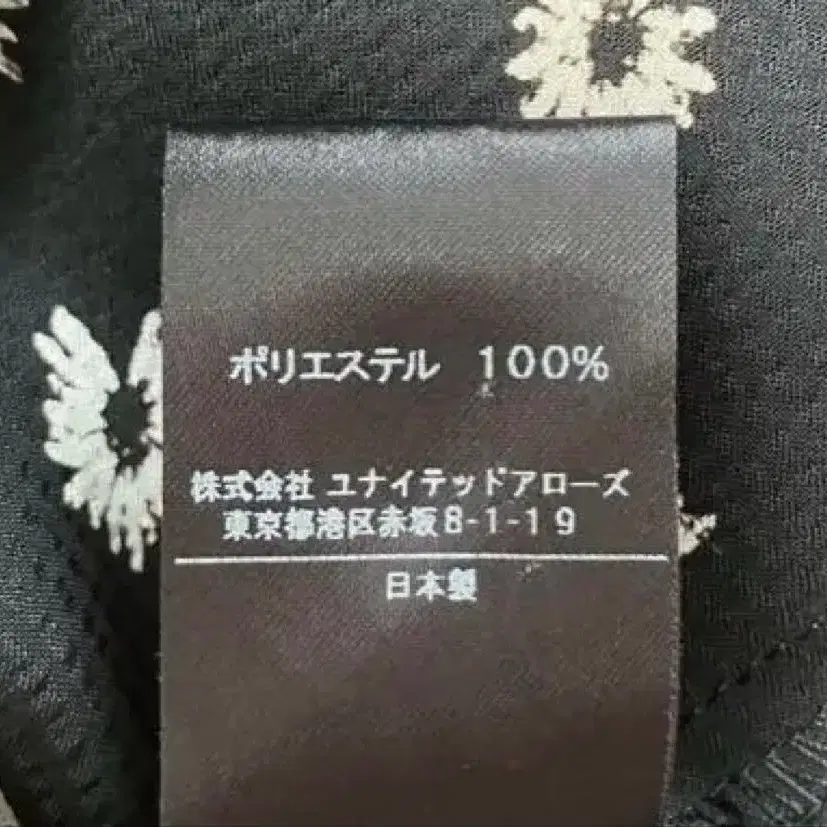 ポリエステル 100%
株式会社 ユナイテッドアローズ
東京都港区赤坂8-1-19
日本製